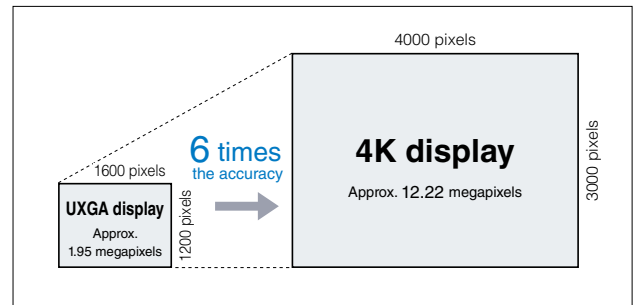 4000 pixels
6 times
the accuracy
4K display
Approx. 12.22 megapixels
3000 pixels
1600 pixels
UXGA display
Approx.
1.95 megapixels
1200 pixels